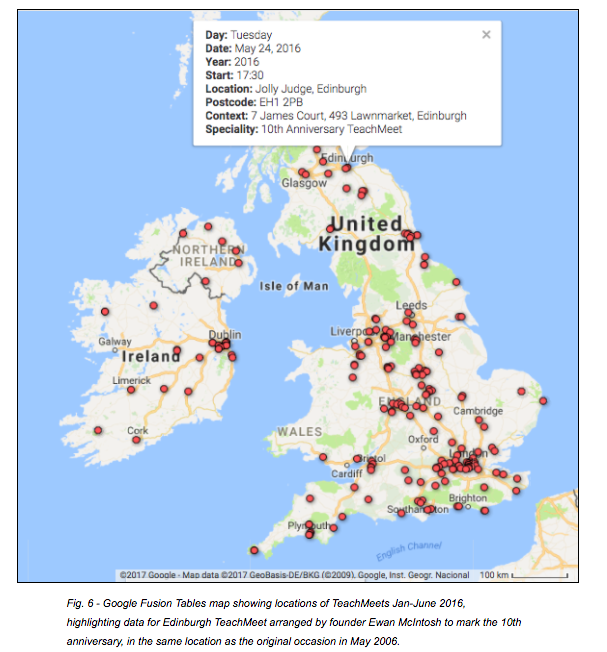 Day: Tuesday
Date: May 24, 2016
Year: 2016
Start: 17:30
Location: Jolly Judge, Edinburgh
Postcode: EH1 2PB
Context: 7 James Court, 493 Lawnmarket, Edinburgh
Speciality: 10th Anniversary TeachMeet
Edinburgh
Glasgow
United
Kingdom
NORTHERN
IRELAND
Isle of Man
Leeds
Dublin
Liverpo
Manchester
Galway
Ireland
Limerick
ENGLAND
Cambridge
Cork
WALES
Oxford
London
Bristol
Cardiff
Brighton
Southampton
Plymouth
English Channel
©2017 Google - Map data ©2017 GeoBasis-DE/BKG (©2009), Google, Inst. Geogr. Nacional 100 km
Fig. 6 - Google Fusion Tables map showing locations of TeachMeets Jan-June 2016,
highlighting data for Edinburgh TeachMeet arranged by founder Ewan McIntosh to mark the 10th
anniversary, in the same location as the original occasion in May 2006.